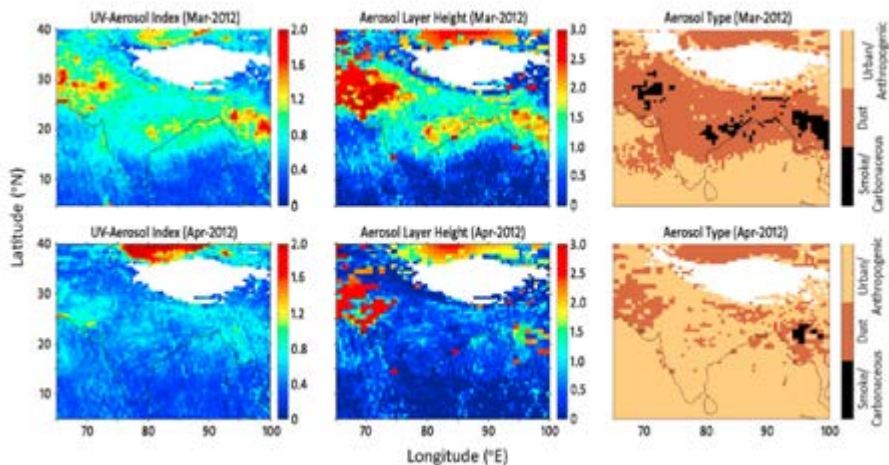 UV-Aerosol Index (Mar-2012)
Aerosol Layer Height (Mar-2012)
Aerosol Type (Mar-2012)
40
30
20
10
2.0
1.6
1.2
0.8
0.4
0
3.0
2.5
2.0
1.5
1.0
0.5
0
Urban/
Anthropogenic
Dust
Smoke/
Carbonaceous
Latitude (°N)
UV-Aerosol Index (Apr-2012)
Aerosol Layer Height (Apr-2012)
Aerosol Type (Apr-2012)
40
30
20
10
2.0
1.6
1.2
0.8
0.4
0
3.0
2.5
2.0
1.5
1.0
0.5
0
Urban/
Anthropogenic
Dust
Smoke/
Carbonaceous
70 80 90 100
70 80 90 100
70 80 90 100
Longitude (°E)